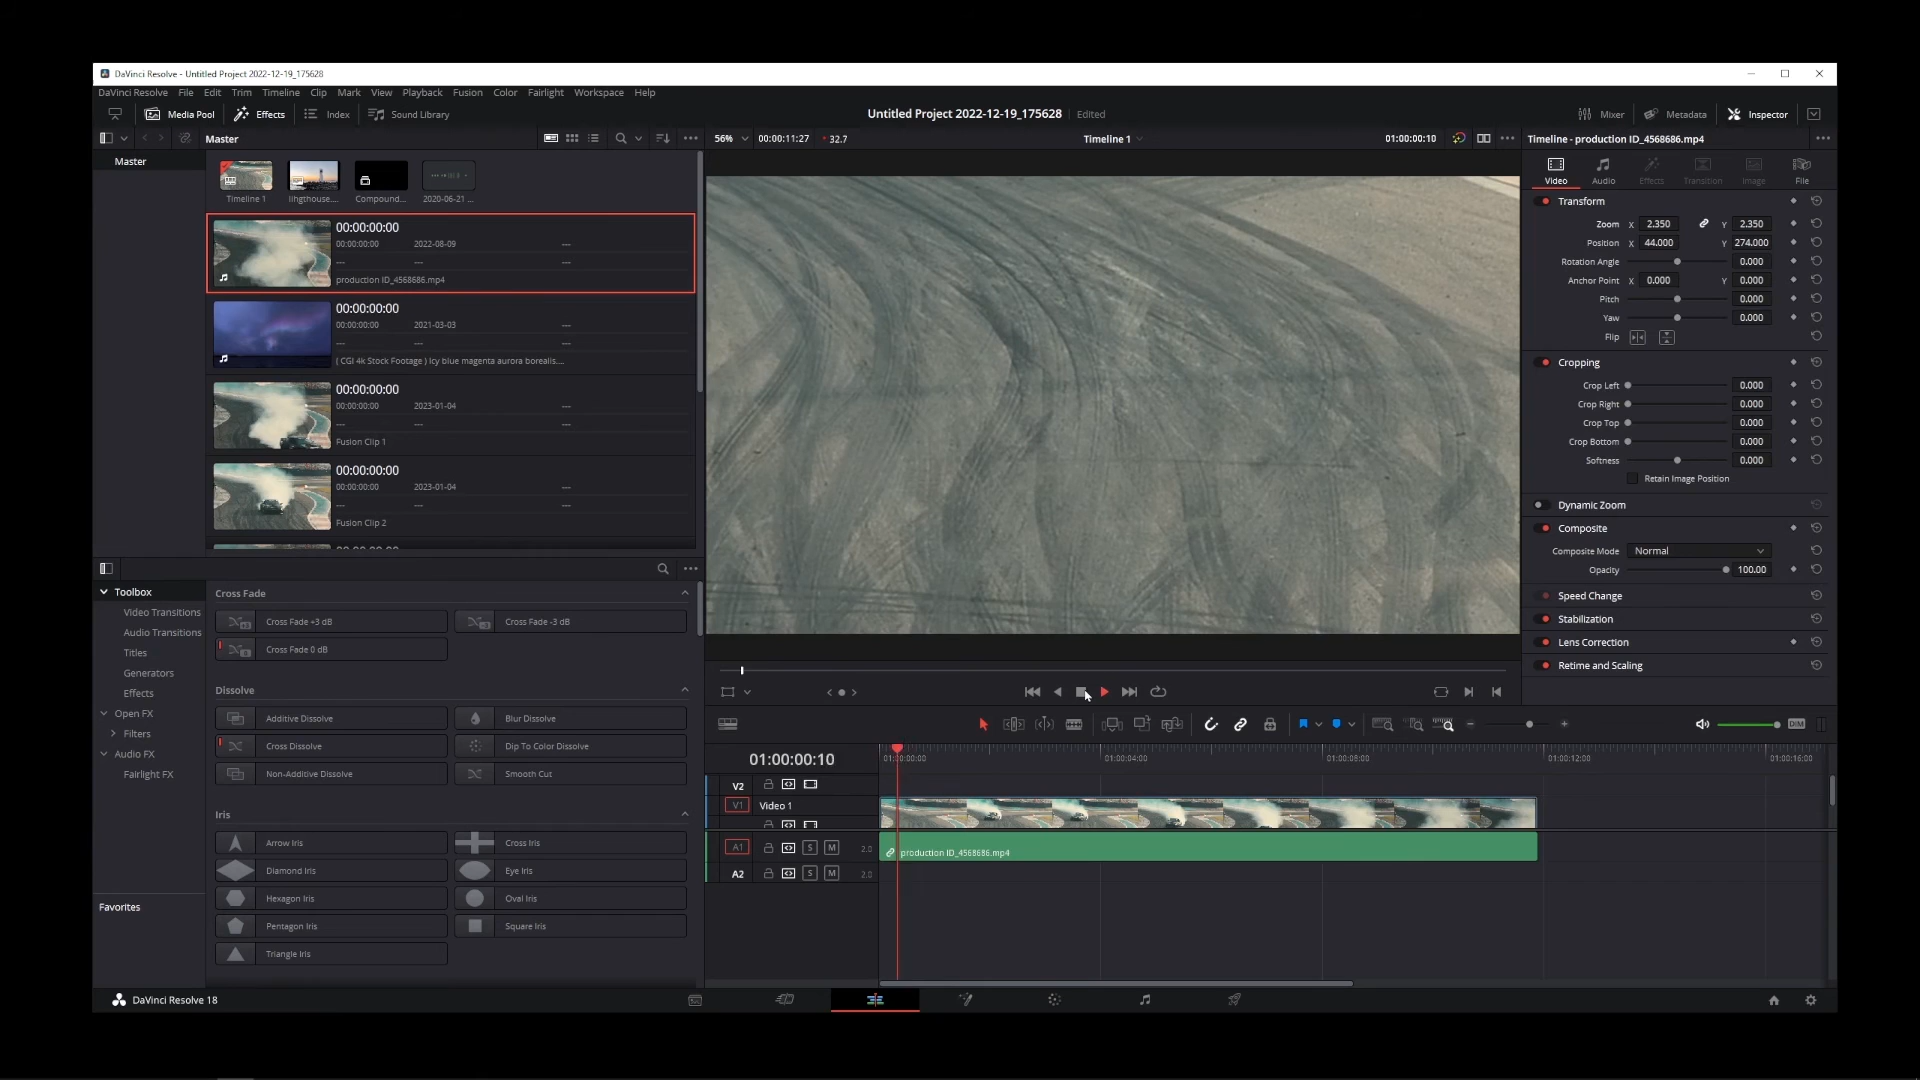 DaVinci Resolve - Untitled Project 2022-12-19_175628
DaVinci Resolve File Edit Trim Timeline Clip Mark View Playback Fusion Color Fairlight Workspace Help
Media Pool Effects Index Sound Library Untitled Project 2022-12-19_175628 Edited Mixer Metadata Inspector
Master 56% 00:00:11:27 32.7 Timeline 1 01:00:00:10 Timeline - production ID_4568686.mp4
Master
Timeline 1 lihgthouse.... Compound... 2020-06-21 ...
Video Audio Effects Transition Image File
00:00:00:00
00:00:00:00 2022-08-09 ---
--- --- ---
production ID_4568686.mp4
00:00:00:00
00:00:00:00 2021-03-03 ---
--- --- ---
( CGI 4k Stock Footage ) Icy blue magenta aurora borealis....
00:00:00:00
00:00:00:00 2023-01-04 ---
--- --- ---
Fusion Clip 1
00:00:00:00
00:00:00:00 2023-01-04 ---
--- --- ---
Fusion Clip 2
Transform
Zoom X 2.350 Y 2.350
Position X 44.000 Y 274.000
Rotation Angle 0.000
Anchor Point X 0.000 Y 0.000
Pitch 0.000
Yaw 0.000
Flip
Cropping
Crop Left 0.000
Crop Right 0.000
Crop Top 0.000
Crop Bottom 0.000
Softness 0.000
Retain Image Position
Dynamic Zoom
Composite
Composite Mode Normal
Opacity 100.00
Speed Change
Stabilization
Lens Correction
Retime and Scaling
Toolbox
Video Transitions
Audio Transitions
Titles
Generators
Effects
Open FX
Filters
Audio FX
Fairlight FX
Favorites
Cross Fade
Cross Fade +3 dB Cross Fade -3 dB
Cross Fade 0 dB
Dissolve
Additive Dissolve Blur Dissolve
Cross Dissolve Dip To Color Dissolve
Non-Additive Dissolve Smooth Cut
Iris
Arrow Iris Cross Iris
Diamond Iris Eye Iris
Hexagon Iris Oval Iris
Pentagon Iris Square Iris
Triangle Iris
DIM
01:00:00:10 01:00:00:00 01:00:04:00 01:00:08:00 01:00:12:00 01:00:16:00
V2
V1 Video 1
A1 S M 2.0 production ID_4568686.mp4
A2 S M 2.0
DaVinci Resolve 18